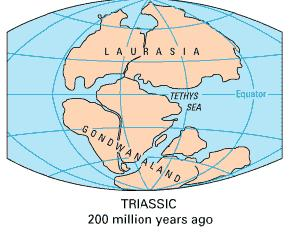 LAURASIA
TETHYS
SEA
Equator
GONDWANALAND
TRIASSIC
200 million years ago